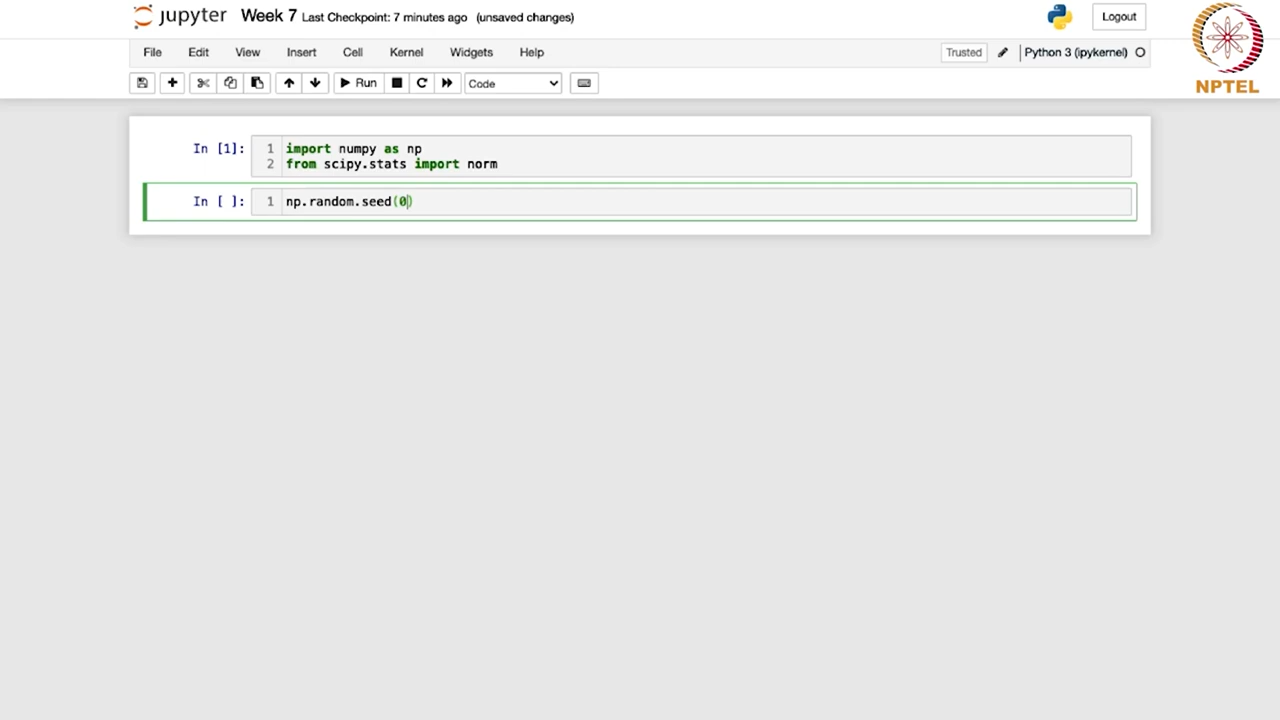 jupyter Week 7 Last Checkpoint: 7 minutes ago (unsaved changes) Logout
File Edit View Insert Cell Kernel Widgets Help Trusted Python 3 (ipykernel)
Run Code
NPTEL
In [1]: 1 import numpy as np
2 from scipy.stats import norm
In [ ]: 1 np.random.seed(0)